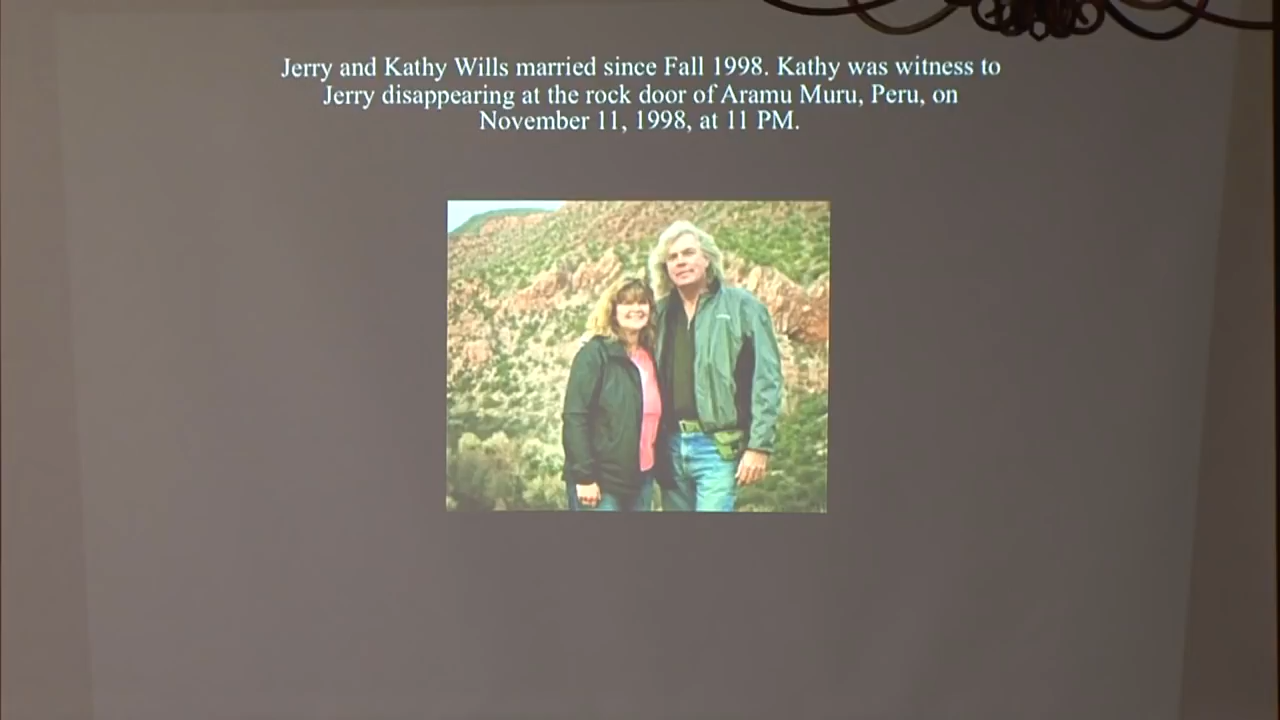 Jerry and Kathy Wills married since Fall 1998. Kathy was witness to
Jerry disappearing at the rock door of Aramu Muru, Peru, on
November 11, 1998, at 11 PM.